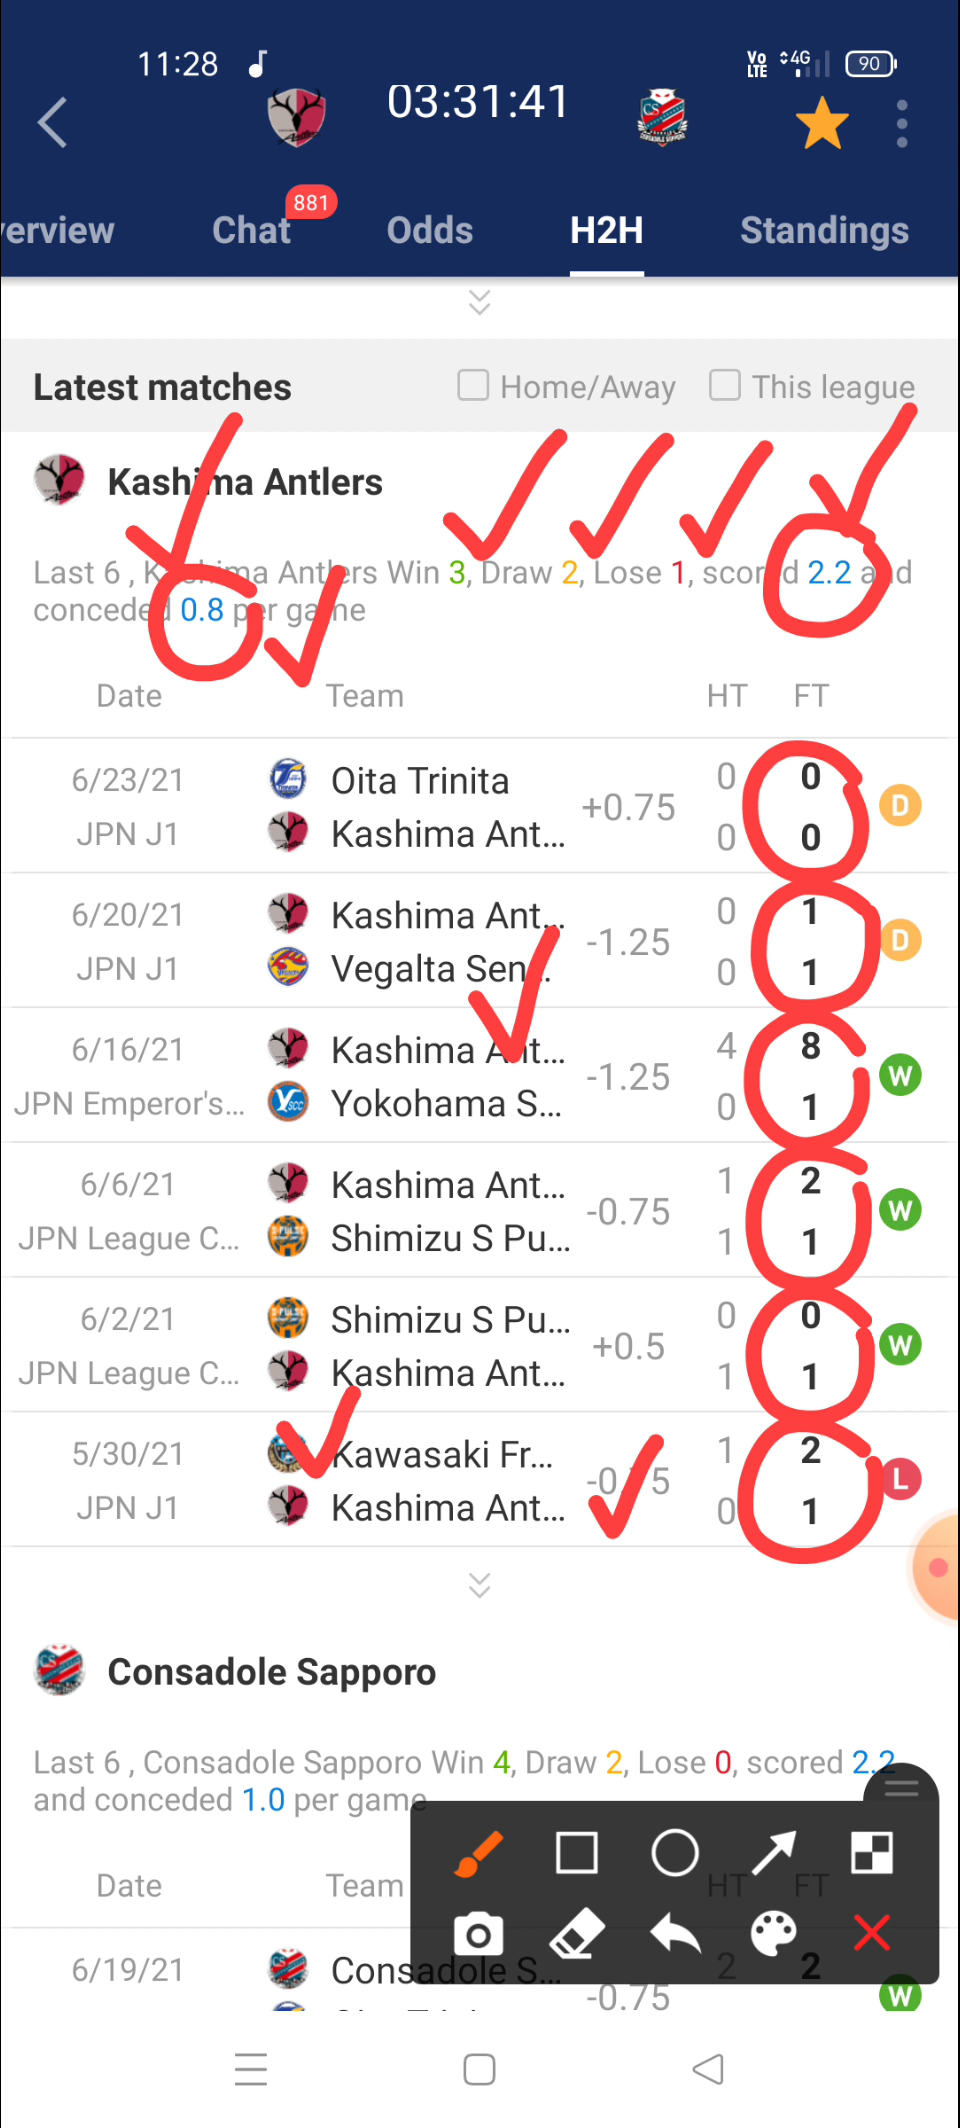 11:28 Vo LTE 4G 90
03:31:41
verview Chat 881 Odds H2H Standings
Latest matches Home/Away This league
Kashima Antlers
Last 6 , Kashima Antlers Win 3, Draw 2, Lose 1, scored 2.2 and
conceded 0.8 per game
Date Team HT FT
6/23/21 Oita Trinita 0 0
+0.75 D
JPN J1 Kashima Ant... 0 0
6/20/21 Kashima Ant... 0 1
-1.25 D
JPN J1 Vegalta Sen... 0 1
6/16/21 Kashima Ant... 4 8
-1.25 W
JPN Emperor's... Yokohama S... 0 1
6/6/21 Kashima Ant... 1 2
-0.75 W
JPN League C... Shimizu S Pu... 1 1
6/2/21 Shimizu S Pu... 0 0
+0.5 W
JPN League C... Kashima Ant... 1 1
5/30/21 Kawasaki Fr... 1 2
L
JPN J1 Kashima Ant... 0 1
Consadole Sapporo
Last 6 , Consadole Sapporo Win 4, Draw 2, Lose 0, scored 2.2
and conceded 1.0 per game
Date Team HT FT
6/19/21 Consadole S... 2 2
-0.75 W